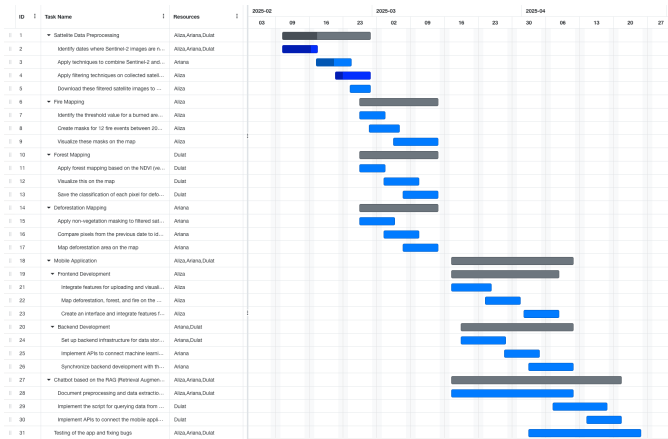 2025-02 2025-03 2025-04
ID Task Name Resources
03 09 16 23 02 09 16 23 30 06 13 20 27
1 Sattelite Data Preprocessing Aliza,Ariana,Dulat
2 Identify dates where Sentinel-2 images are n... Aliza,Ariana,Dulat
3 Apply techniques to combine Sentinel-2 and... Ariana
4 Apply filtering techniques on collected sateli... Aliza
5 Download these filtered satellite images to ... Aliza
6 Fire Mapping Aliza
7 Identify the threshold value for a burned are... Aliza
8 Create masks for 12 fire events between 20... Aliza
9 Visualize these masks on the map Aliza
10 Forest Mapping Dulat
11 Apply forest mapping based on the NDVI (ve... Dulat
12 Visualize this on the map Dulat
13 Save the classification of each pixel for defo... Dulat
14 Deforestation Mapping Ariana
15 Apply non-vegetation masking to filtered sat... Ariana
16 Compare pixels from the previous date to id... Ariana
17 Map deforestation area on the map Ariana
18 Mobile Application Aliza,Ariana,Dulat
19 Frontend Development Aliza
21 Integrate features for uploading and visuali... Aliza
22 Map deforestation, forest, and fire on the ... Aliza
23 Create an interface and integrate features f... Aliza
20 Backend Development Ariana,Dulat
24 Set up backend infrastructure for data stor... Ariana,Dulat
25 Implement APIs to connect machine learni... Ariana
26 Synchronize backend development with th... Ariana
27 Chatbot based on the RAG (Retrieval Augmen... Aliza,Ariana,Dulat
28 Document preprocessing and data extractio... Aliza,Ariana,Dulat
29 Implement the script for querying data from ... Dulat
30 Implement APIs to connect the mobile appli... Dulat
31 Testing of the app and fixing bugs Aliza,Ariana,Dulat